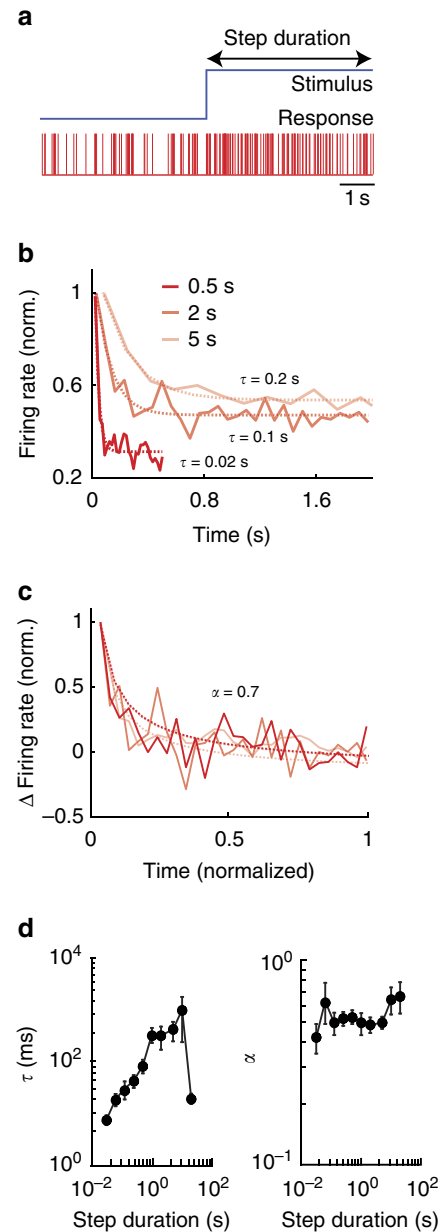 a
Step duration
Stimulus
Response
1 s
b
Firing rate (norm.)
1
0.6
0.2
0.5 s
2 s
5 s
τ = 0.2 s
τ = 0.1 s
τ = 0.02 s
0
0.8
1.6
Time (s)
c
Δ Firing rate (norm.)
1
0.5
0
−0.5
α = 0.7
0
0.5
1
Time (normalized)
d
τ (ms)
10^4
10^2
10^0
10^−2
10^0
10^2
Step duration (s)
α
10^0
10^−1
10^−2
10^0
10^2
Step duration (s)